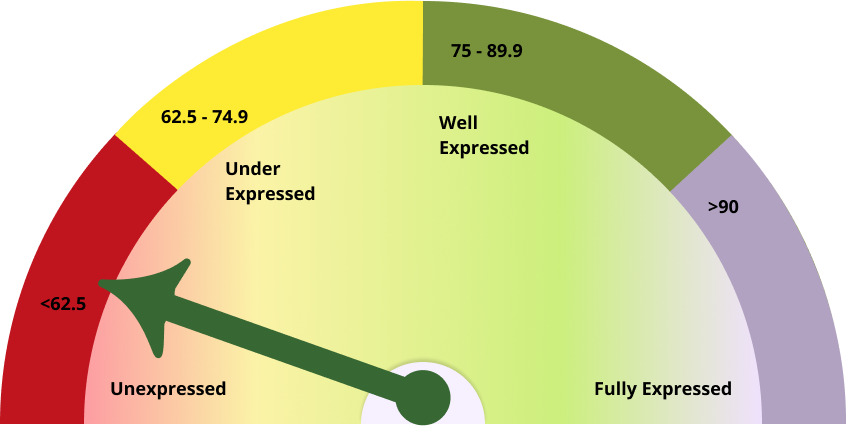 75 - 89.9
62.5 - 74.9
Well
Expressed
Under
Expressed
>90
<62.5
Unexpressed
Fully Expressed